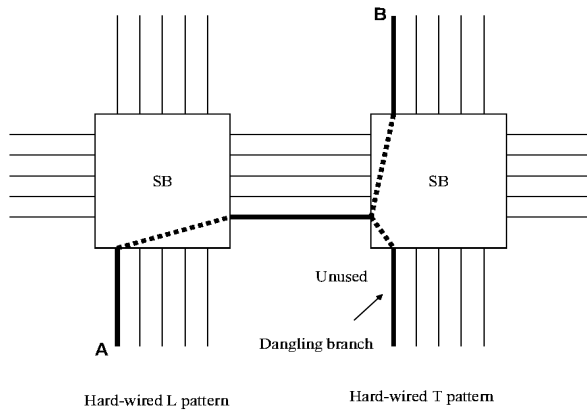 B
SB
SB
Unused
Dangling branch
A
Hard-wired L pattern
Hard-wired T pattern